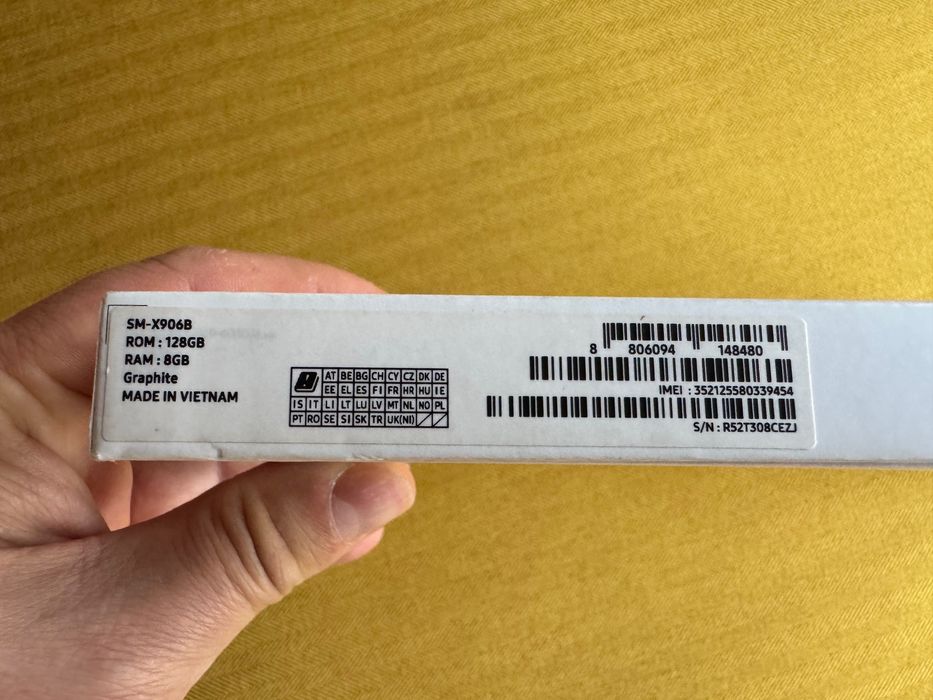 SM-X906B
ROM : 128GB
RAM : 8GB
Graphite
MADE IN VIETNAM
AT BE BG CH CY CZ DK DE
EE EL ES FI FR HR HU IE
IS IT LI LT LU LV MT NL NO PL
PT RO SE SI SK TR UK(NI)
8 806094 148480
IMEI : 352125580339454
S/N : R52T308CEZJ